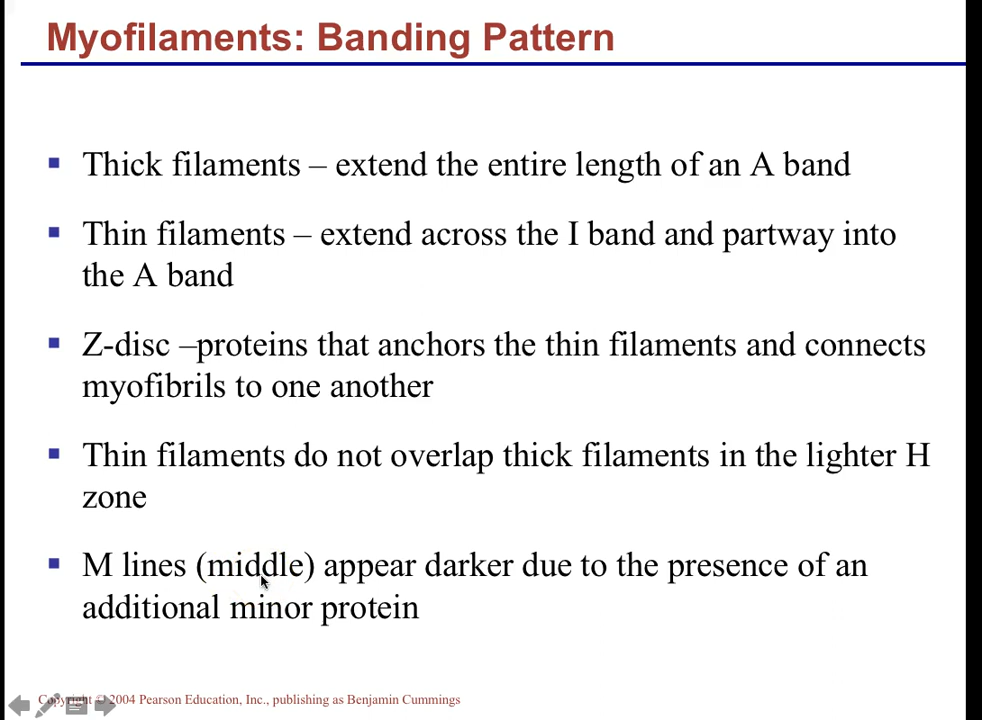 Myofilaments: Banding Pattern
▪ Thick filaments – extend the entire length of an A band
▪ Thin filaments – extend across the I band and partway into
the A band
▪ Z-disc –proteins that anchors the thin filaments and connects
myofibrils to one another
▪ Thin filaments do not overlap thick filaments in the lighter H
zone
▪ M lines (middle) appear darker due to the presence of an
additional minor protein
Copyright © 2004 Pearson Education, Inc., publishing as Benjamin Cummings